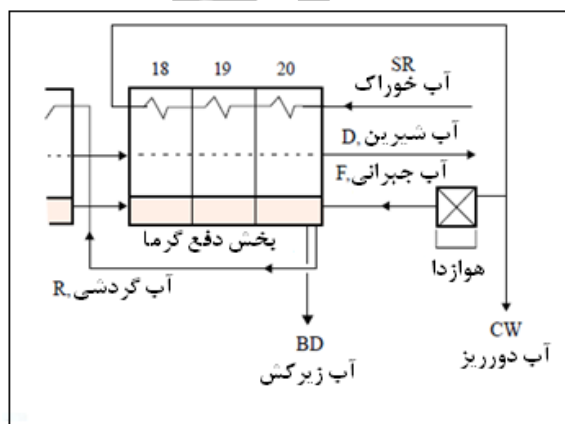 18 19 20
SR
آب خوراک
D, آب شیرین
F, آب جبرانی
بخش دفع گرما
هوازدا
R, آب گردشی
BD
آب زیرکش
CW
آب دورریز